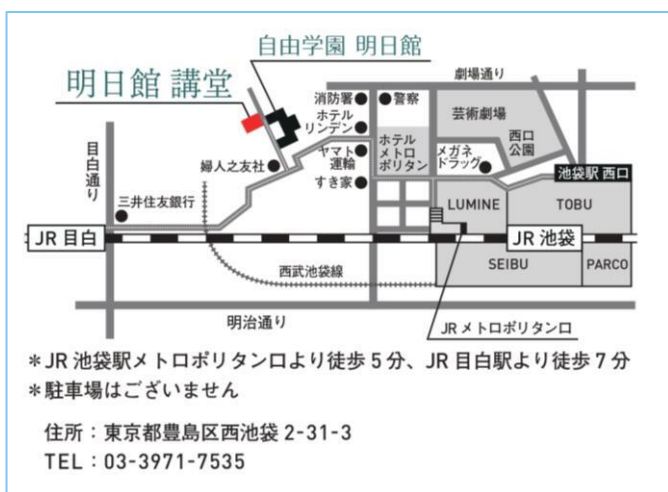 自由学園 明日館
明日館 講堂
劇場通り
消防署
警察
ホテル
リンデン
ヤマト
運輸
すき家
ホテル
メトロ
ポリタン
芸術劇場
西口
公園
メガネ
ドラッグ
目白通り
婦人之友社
三井住友銀行
池袋駅 西口
LUMINE
TOBU
JR 目白
JR 池袋
西武池袋線
SEIBU
PARCO
明治通り
JRメトロポリタン口
*JR 池袋駅メトロポリタン口より徒歩 5 分、JR 目白駅より徒歩 7 分
*駐車場はございません
住所:東京都豊島区西池袋 2-31-3
TEL:03-3971-7535